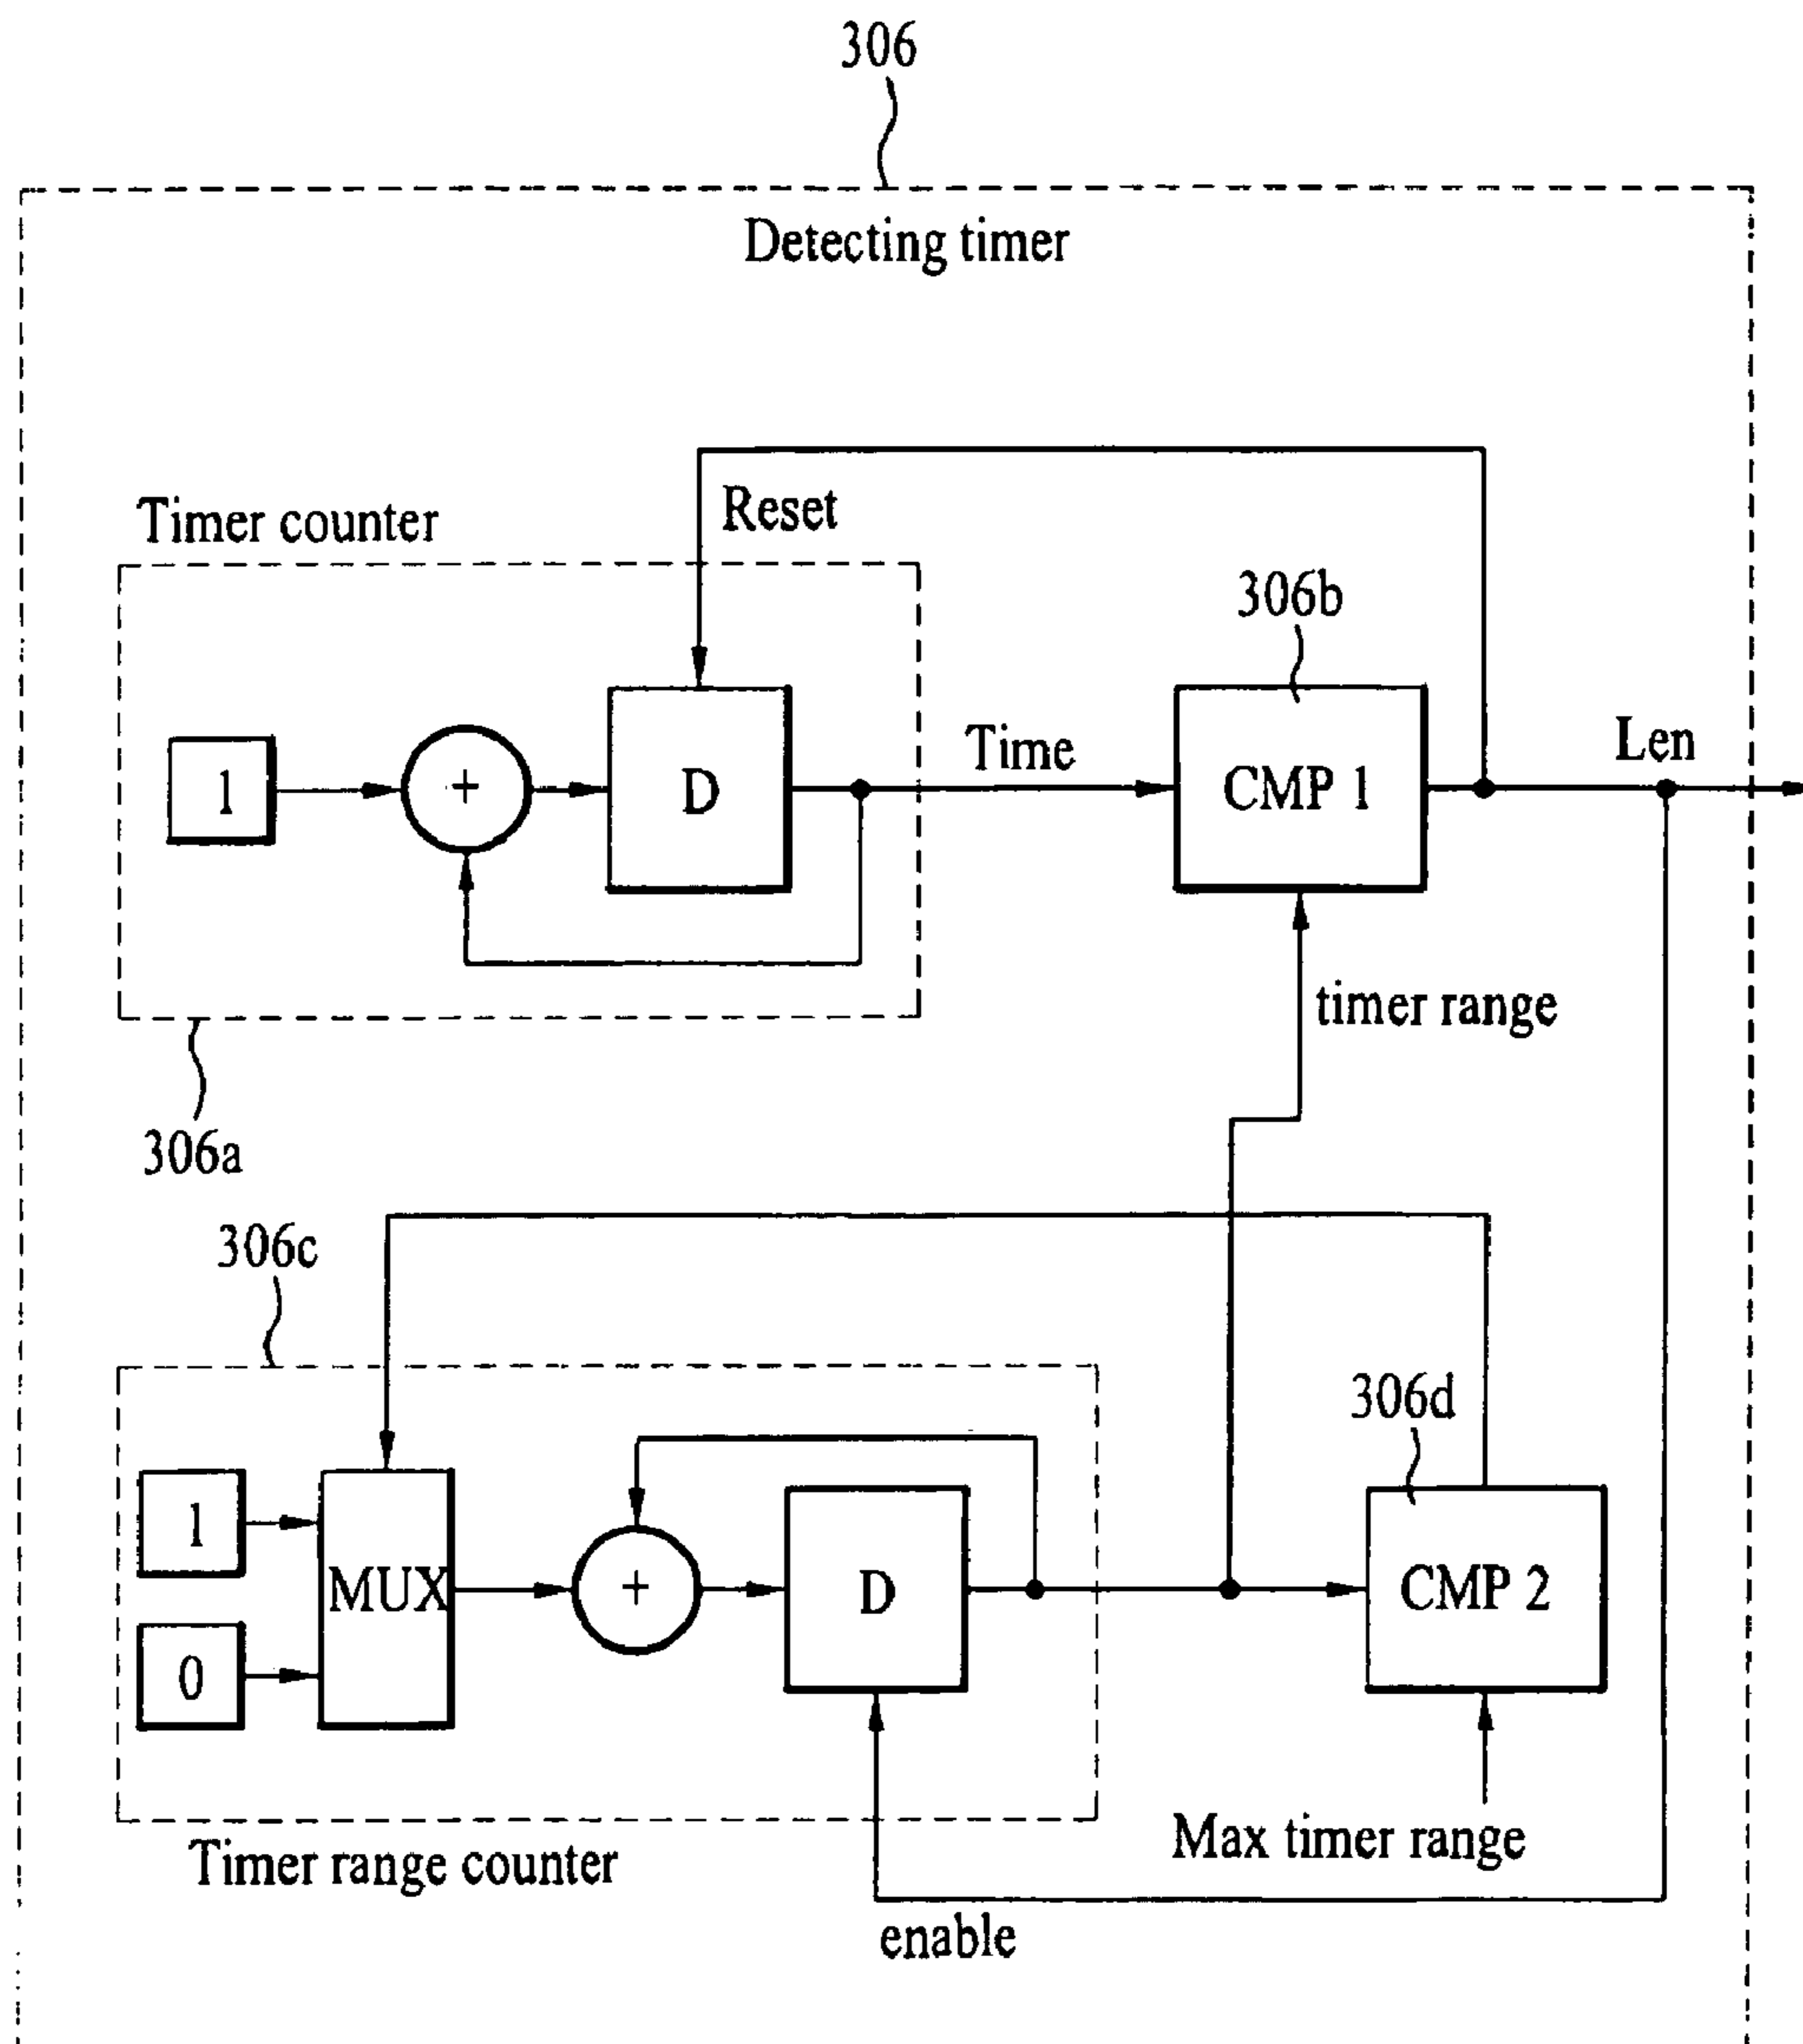 306
Detecting timer
Timer counter
Reset
306b
1
+
D
Time
CMP 1
Len
timer range
306a
306c
306d
1
0
MUX
+
D
CMP 2
Timer range counter
Max timer range
enable